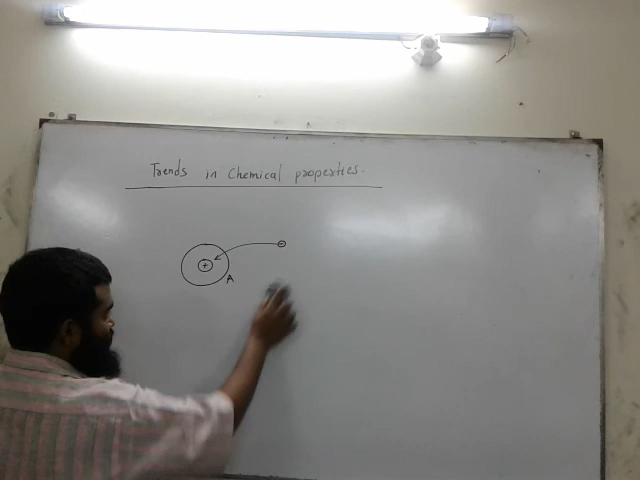 Trends in Chemical properties.
+
-
A